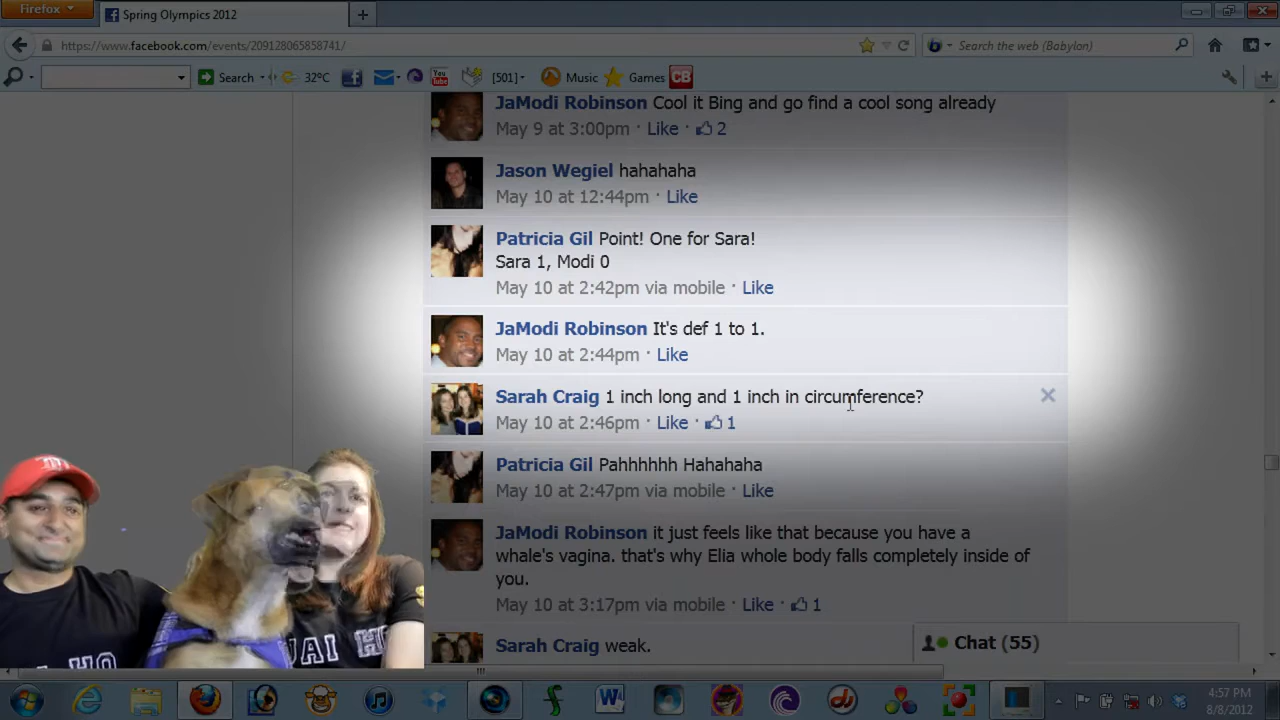 Firefox
Spring Olympics 2012
https://www.facebook.com/events/209128065858741/
Search the web (Babylon)
Search
32°C
You Tube
[501]
Music
Games
CB
JaModi Robinson Cool it Bing and go find a cool song already
May 9 at 3:00pm · Like · 2
Jason Wegiel hahahaha
May 10 at 12:44pm · Like
Patricia Gil Point! One for Sara!
Sara 1, Modi 0
May 10 at 2:42pm via mobile · Like
JaModi Robinson It's def 1 to 1.
May 10 at 2:44pm · Like
Sarah Craig 1 inch long and 1 inch in circumference?
May 10 at 2:46pm · Like · 1
Patricia Gil Pahhhhhh Hahahaha
May 10 at 2:47pm via mobile · Like
JaModi Robinson it just feels like that because you have a
whale's vagina. that's why Elia whole body falls completely inside of
you.
May 10 at 3:17pm via mobile · Like · 1
Sarah Craig weak.
Chat (55)
4:57 PM
8/8/2012